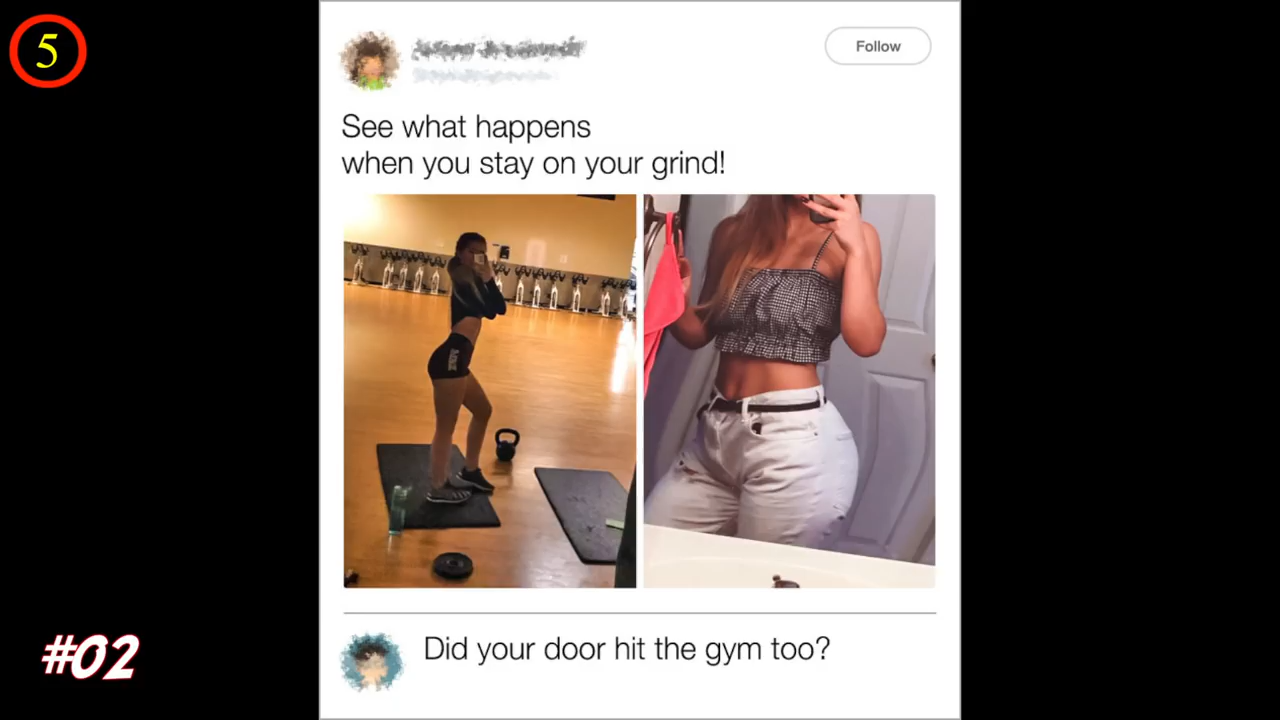 5
Follow
See what happens
when you stay on your grind!
Did your door hit the gym too?
#02